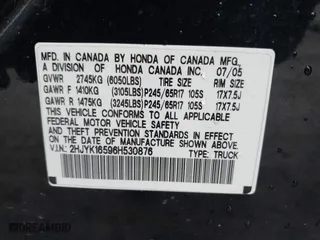 MFD. IN CANADA BY HONDA OF CANADA MFG.
A DIVISION OF HONDA CANADA INC. 07/05
GVWR 2745KG (6050LBS) TIRE SIZE RIM SIZE
GAWR F 1410KG (3105LBS) P245/65R17 105S 17X7.5J
GAWR R 1475KG (3245LBS) P245/65R17 105S 17X7.5J
THIS VEHICLE CONFORMS TO ALL APPLICABLE
FEDERAL MOTOR VEHICLE SAFETY AND THEFT
PREVENTION STANDARDS IN EFFECT ON THE
DATE OF MANUFACTURE SHOWN ABOVE.
V.I.N: 2HJYK16596H530876
TYPE: TRUCK
DREAMBID.COM